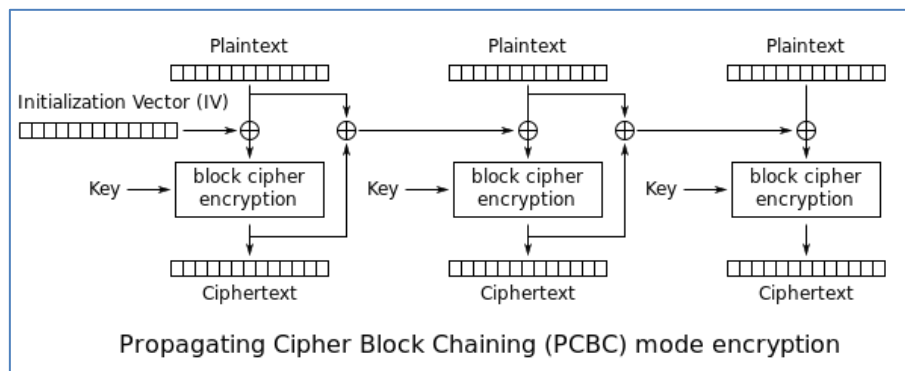 Plaintext Plaintext Plaintext
Initialization Vector (IV)
Key block cipher encryption Key block cipher encryption Key block cipher encryption
Ciphertext Ciphertext Ciphertext
Propagating Cipher Block Chaining (PCBC) mode encryption